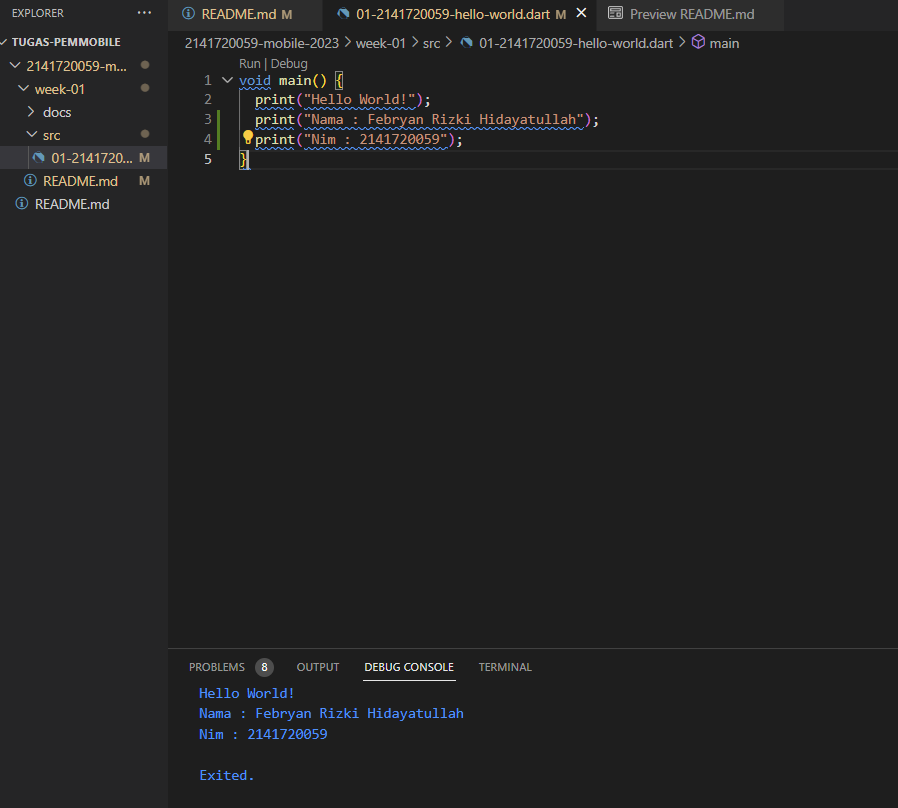 EXPLORER ···
TUGAS-PEMMOBILE
2141720059-m...
week-01
docs
src
01-2141720... M
README.md M
README.md
README.md M
01-2141720059-hello-world.dart M
Preview README.md
2141720059-mobile-2023 > week-01 > src > 01-2141720059-hello-world.dart > main
Run | Debug
1 void main() {
2 print("Hello World!");
3 print("Nama : Febryan Rizki Hidayatullah");
4 print("Nim : 2141720059");
5 }
PROBLEMS 8 OUTPUT DEBUG CONSOLE TERMINAL
Hello World!
Nama : Febryan Rizki Hidayatullah
Nim : 2141720059
Exited.